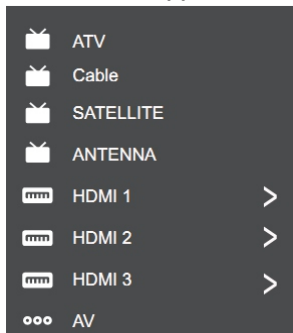 ATV
Cable
SATELLITE
ANTENNA
HDMI 1
HDMI 2
HDMI 3
AV